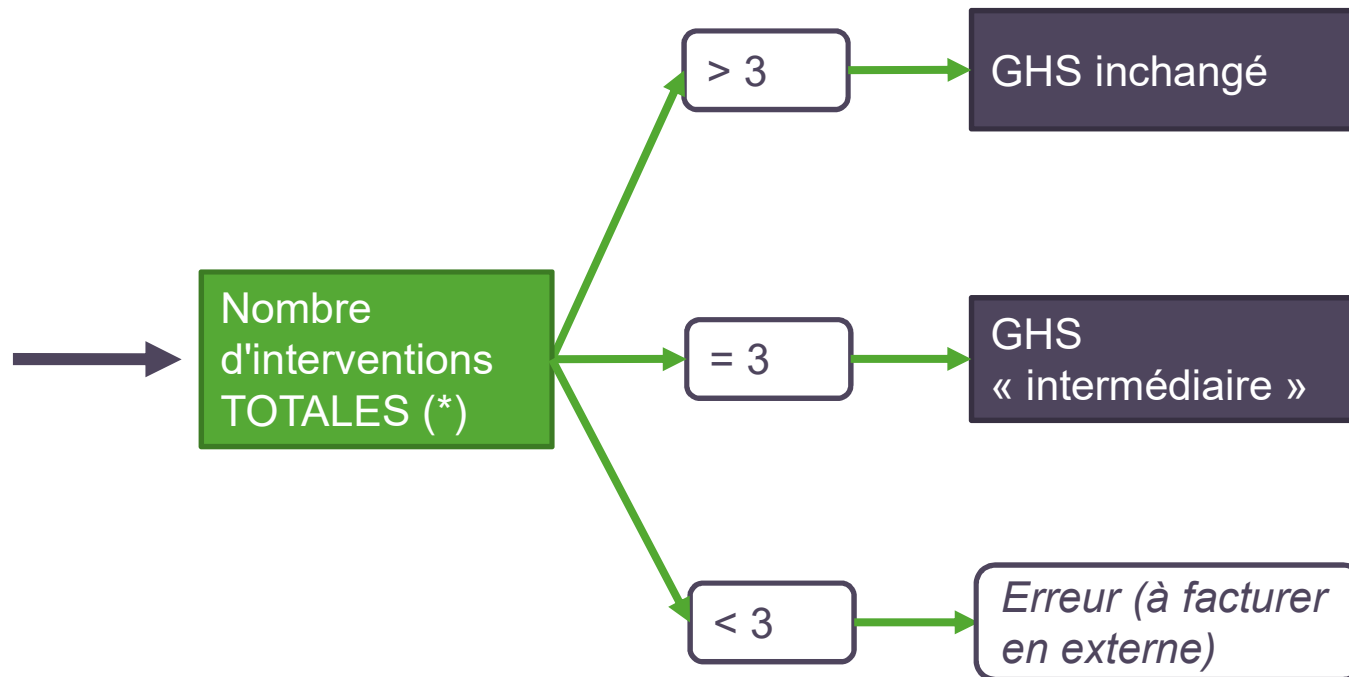 > 3
GHS inchangé
Nombre
d'interventions
TOTALES (*)
= 3
GHS
« intermédiaire »
< 3
Erreur (à facturer
en externe)